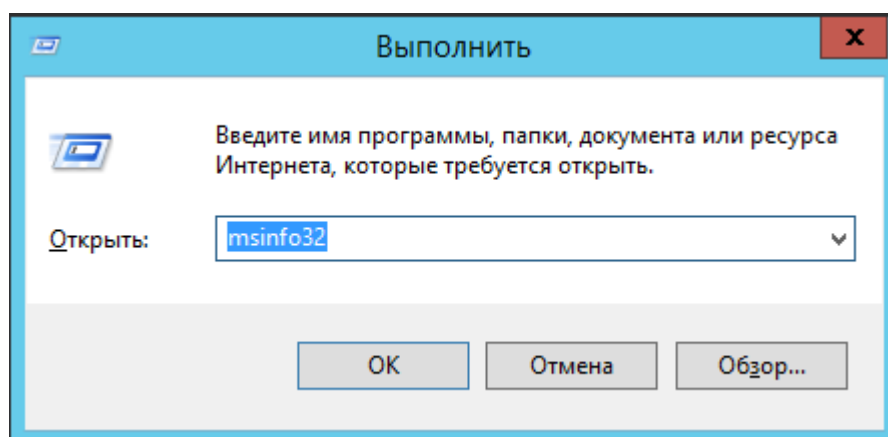 Выполнить
Введите имя программы, папки, документа или ресурса
Интернета, которые требуется открыть.
Открыть: msinfo32
OK Отмена Обзор...